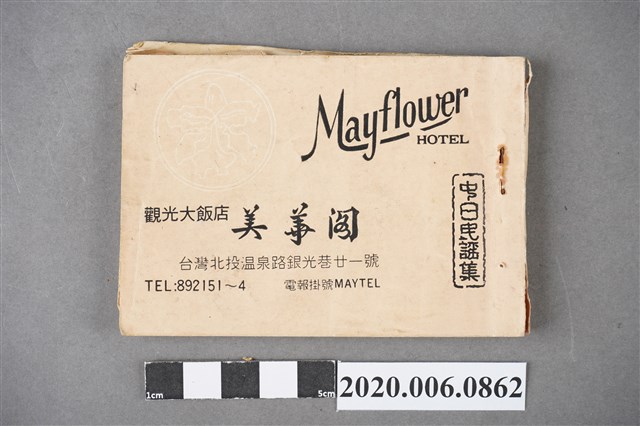 Mayflower
HOTEL
觀光大飯店 美華阁
台灣北投温泉路銀光巷廿一號
TEL:892151～4 電報掛號MAYTEL
中日民謡集
1cm 5cm
2020.006.0862